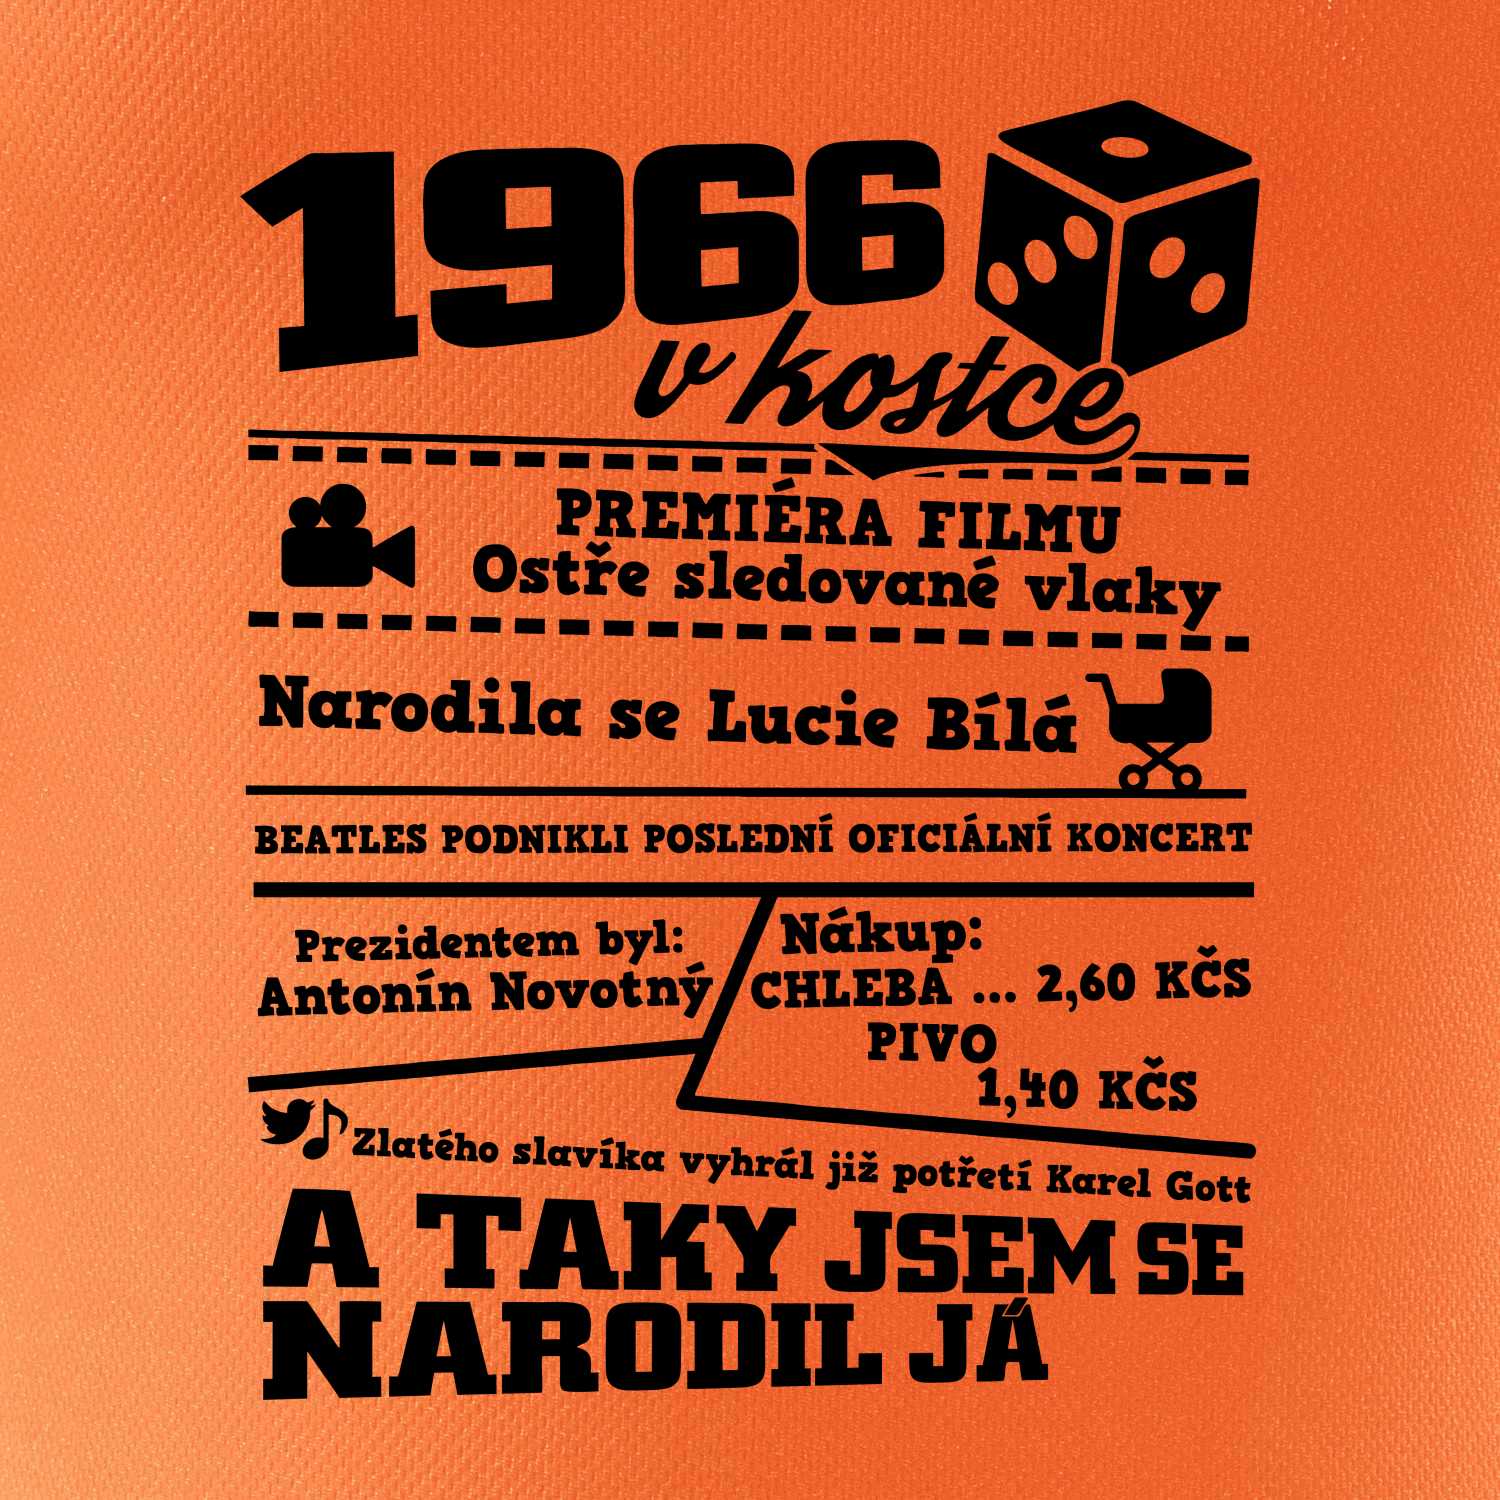 1966
v kostce
PREMIÉRA FILMU
Ostře sledované vlaky
Narodila se Lucie Bílá
BEATLES PODNIKLI POSLEDNÍ OFICIÁLNÍ KONCERT
Prezidentem byl:
Antonín Novotný
Nákup:
CHLEBA ... 2,60 KČS
PIVO
1,40 KČS
Zlatého slavíka vyhrál již potřetí Karel Gott
A TAKY JSEM SE
NARODIL JÁ